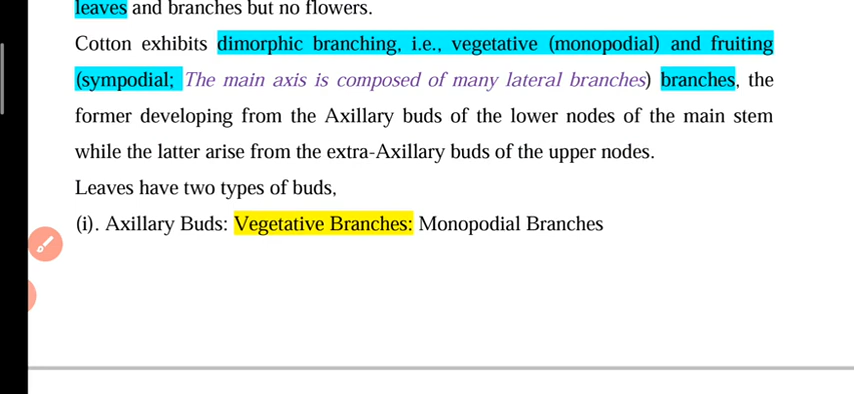 leaves and branches but no flowers.
Cotton exhibits dimorphic branching, i.e., vegetative (monopodial) and fruiting
(sympodial; The main axis is composed of many lateral branches) branches, the
former developing from the Axillary buds of the lower nodes of the main stem
while the latter arise from the extra-Axillary buds of the upper nodes.
Leaves have two types of buds,
(i). Axillary Buds: Vegetative Branches: Monopodial Branches